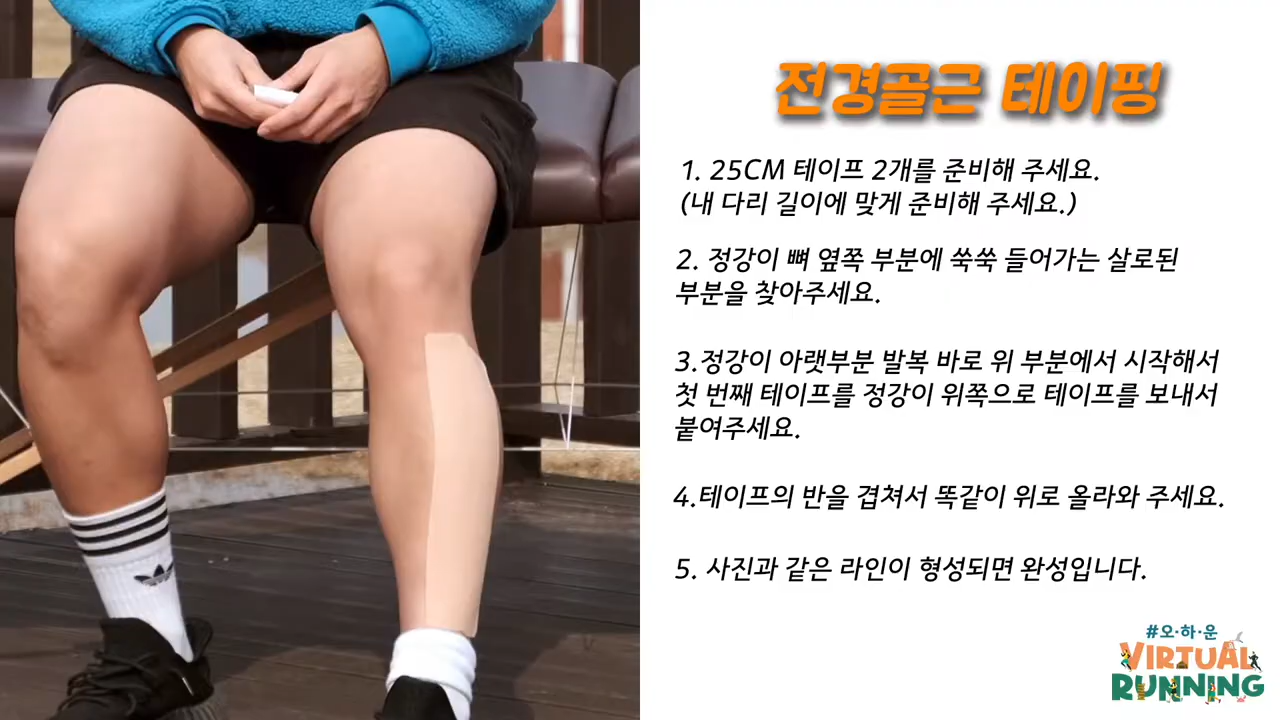 전경골근 테이핑
1. 25CM 테이프 2개를 준비해 주세요.
(내 다리 길이에 맞게 준비해 주세요.)
2. 정강이 뼈 옆쪽 부분에 쑥쑥 들어가는 살로된
부분을 찾아주세요.
3.정강이 아랫부분 발목 바로 위 부분에서 시작해서
첫 번째 테이프를 정강이 위쪽으로 테이프를 보내서
붙여주세요.
4.테이프의 반을 겹쳐서 똑같이 위로 올라와 주세요.
5. 사진과 같은 라인이 형성되면 완성입니다.
#오·하·운
VIRTUAL
RUNNING